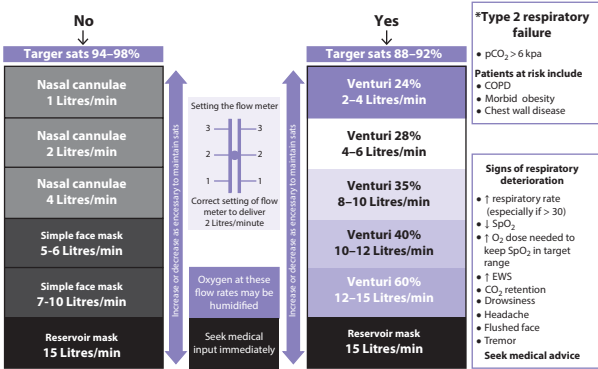 No
Targer sats 94–98%
Nasal cannulae
1 Litres/min
Nasal cannulae
2 Litres/min
Nasal cannulae
4 Litres/min
Simple face mask
5-6 Litres/min
Simple face mask
7-10 Litres/min
Reservoir mask
15 Litres/min
Increase or decrease as encessary to maintain sats
Setting the flow meter
3 3
2 2
1 1
Correct setting of flow
meter to deliver
2 Litres/minute
Oxygen at these
flow rates may be
humidified
Seek medical
input immediately
Increase or decrease as encessary to maintain sats
Yes
Targer sats 88–92%
Venturi 24%
2–4 Litres/min
Venturi 28%
4–6 Litres/min
Venturi 35%
8–10 Litres/min
Venturi 40%
10–12 Litres/min
Venturi 60%
12–15 Litres/min
Reservoir mask
15 Litres/min
*Type 2 respiratory
failure
• pCO₂ > 6 kpa
Patients at risk include
• COPD
• Morbid obesity
• Chest wall disease
Signs of respiratory
deterioration
• ↑ respiratory rate
(especially if > 30)
• ↓ SpO₂
• ↑ O₂ dose needed to
keep SpO₂ in target
range
• ↑ EWS
• CO₂ retention
• Drowsiness
• Headache
• Flushed face
• Tremor
Seek medical advice